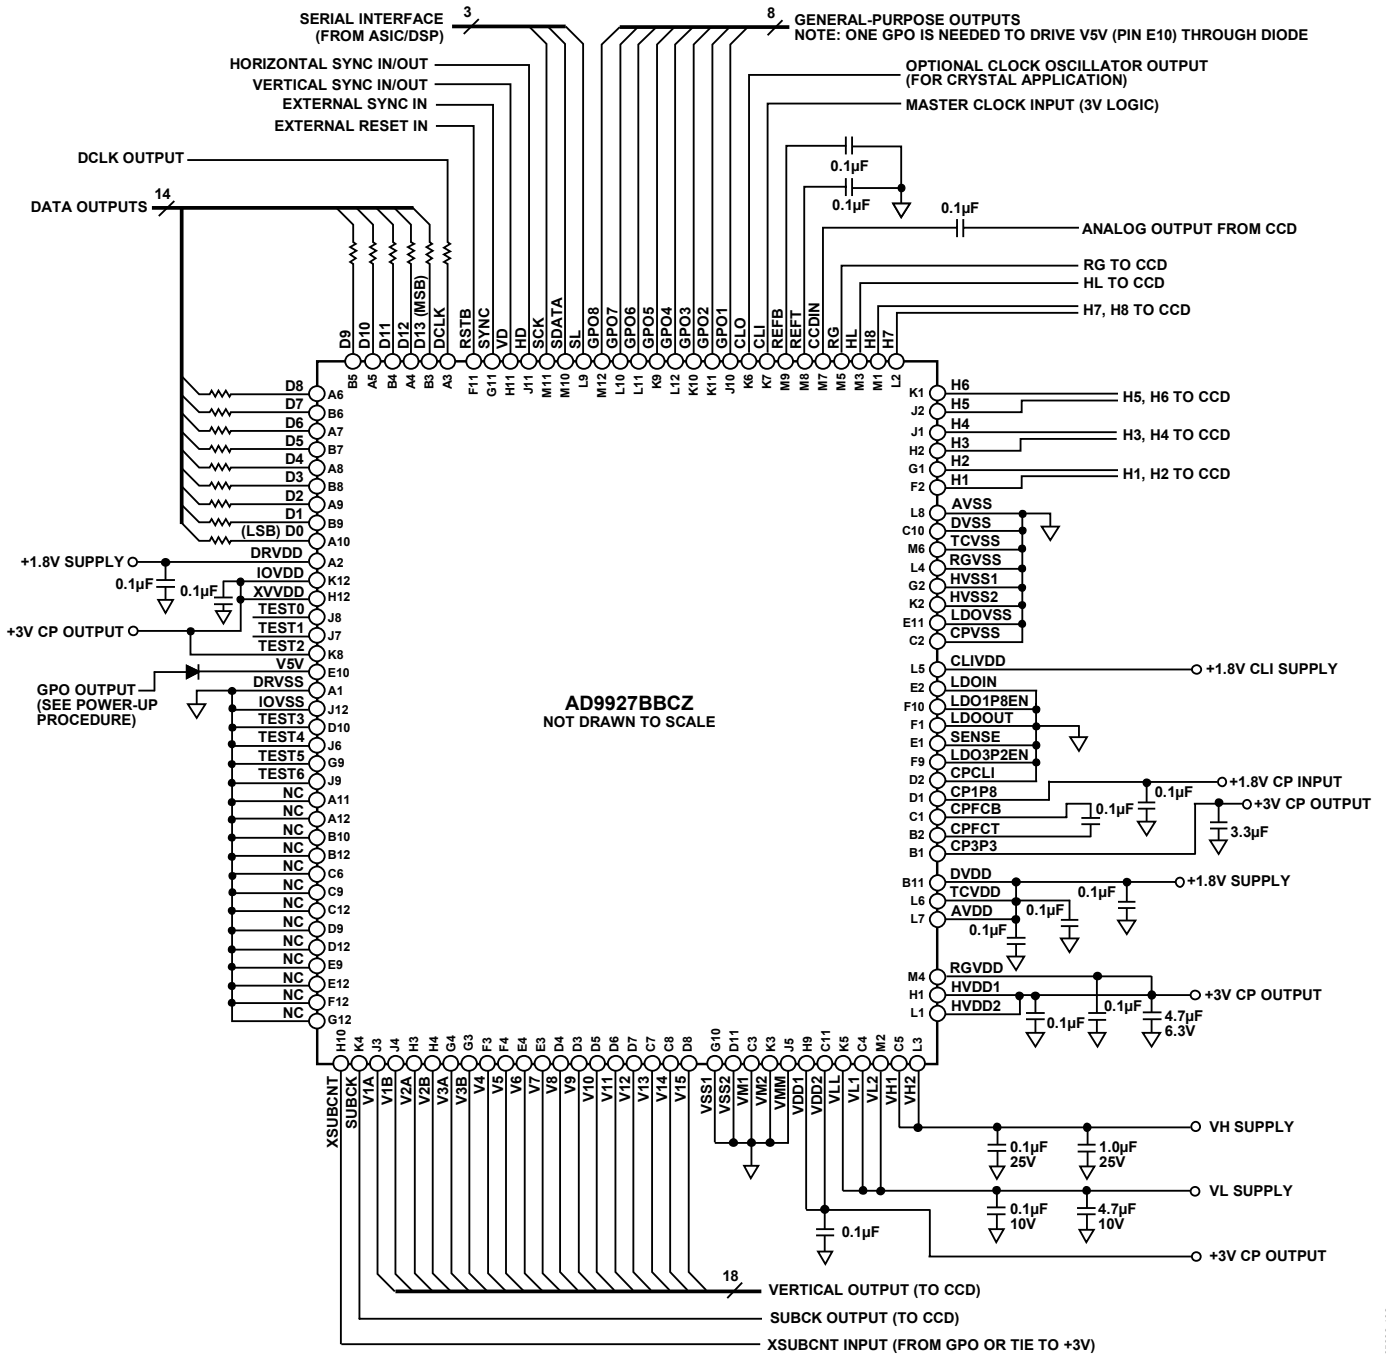 SERIAL INTERFACE
(FROM ASIC/DSP)
3
8
GENERAL-PURPOSE OUTPUTS
NOTE: ONE GPO IS NEEDED TO DRIVE V5V (PIN E10) THROUGH DIODE
HORIZONTAL SYNC IN/OUT
VERTICAL SYNC IN/OUT
EXTERNAL SYNC IN
EXTERNAL RESET IN
OPTIONAL CLOCK OSCILLATOR OUTPUT
(FOR CRYSTAL APPLICATION)
MASTER CLOCK INPUT (3V LOGIC)
DCLK OUTPUT
DATA OUTPUTS
14
0.1µF
0.1µF
0.1µF
ANALOG OUTPUT FROM CCD
RG TO CCD
HL TO CCD
H7, H8 TO CCD
D9
D10
D11
D12
D13 (MSB)
DCLK
RSTB
SYNC
VD
HD
SCK
SDATA
SL
GPO8
GPO7
GPO6
GPO5
GPO4
GPO3
GPO2
GPO1
CLO
CLI
REFB
REFT
CCDIN
RG
HL
H8
H7
B5
A5
B4
A4
B3
A3
F11
G11
H11
J11
M11
M10
L9
M12
L10
L11
K9
L12
K10
K11
J10
K6
K7
M9
M8
M7
M5
M3
M1
L2
D8 A6
D7 B6
D6 A7
D5 B7
D4 A8
D3 B8
D2 A9
D1 B9
(LSB) D0 A10
+1.8V SUPPLY
DRVDD A2
0.1µF
IOVDD K12
0.1µF
XVVDD H12
TEST0 J8
+3V CP OUTPUT
TEST1 J7
TEST2 K8
V5V E10
GPO OUTPUT
(SEE POWER-UP
PROCEDURE)
DRVSS A1
IOVSS J12
TEST3 D10
TEST4 J6
TEST5 G9
TEST6 J9
NC A11
NC A12
NC B10
NC B12
NC C6
NC C9
NC C12
NC D9
NC D12
NC E9
NC E12
NC F12
NC G12
AD9927BBCZ
NOT DRAWN TO SCALE
K1 H6
J2 H5
H5, H6 TO CCD
J1 H4
H2 H3
H3, H4 TO CCD
G1 H2
F2 H1
H1, H2 TO CCD
L8 AVSS
C10 DVSS
M6 TCVSS
L4 RGVSS
G2 HVSS1
K2 HVSS2
E11 LDOVSS
C2 CPVSS
L5 CLIVDD
+1.8V CLI SUPPLY
E2 LDOIN
F10 LDO1P8EN
F1 LDOOUT
E1 SENSE
F9 LDO3P2EN
D2 CPCLI
D1 CP1P8
+1.8V CP INPUT
0.1µF
C1 CPFCB
0.1µF
+3V CP OUTPUT
B2 CPFCT
3.3µF
B1 CP3P3
B11 DVDD
+1.8V SUPPLY
0.1µF
L6 TCVDD
0.1µF
L7 AVDD
0.1µF
M4 RGVDD
H1 HVDD1
+3V CP OUTPUT
L1 HVDD2
0.1µF
0.1µF
4.7µF
6.3V
H10
K4
J3
J4
H3
H4
G4
G3
F3
F4
E4
E3
D4
D3
D5
D6
D7
C7
C8
D8
G10
D11
C3
K3
J5
H9
C11
K5
C4
M2
C5
L3
XSUBCNT
SUBCK
V1A
V1B
V2A
V2B
V3A
V3B
V4
V5
V6
V7
V8
V9
V10
V11
V12
V13
V14
V15
VSS1
VSS2
VM1
VM2
VMM
VDD1
VDD2
VLL
VL1
VL2
VH1
VH2
VH SUPPLY
0.1µF
25V
1.0µF
25V
VL SUPPLY
0.1µF
10V
4.7µF
10V
0.1µF
+3V CP OUTPUT
18
VERTICAL OUTPUT (TO CCD)
SUBCK OUTPUT (TO CCD)
XSUBCNT INPUT (FROM GPO OR TIE TO +3V)